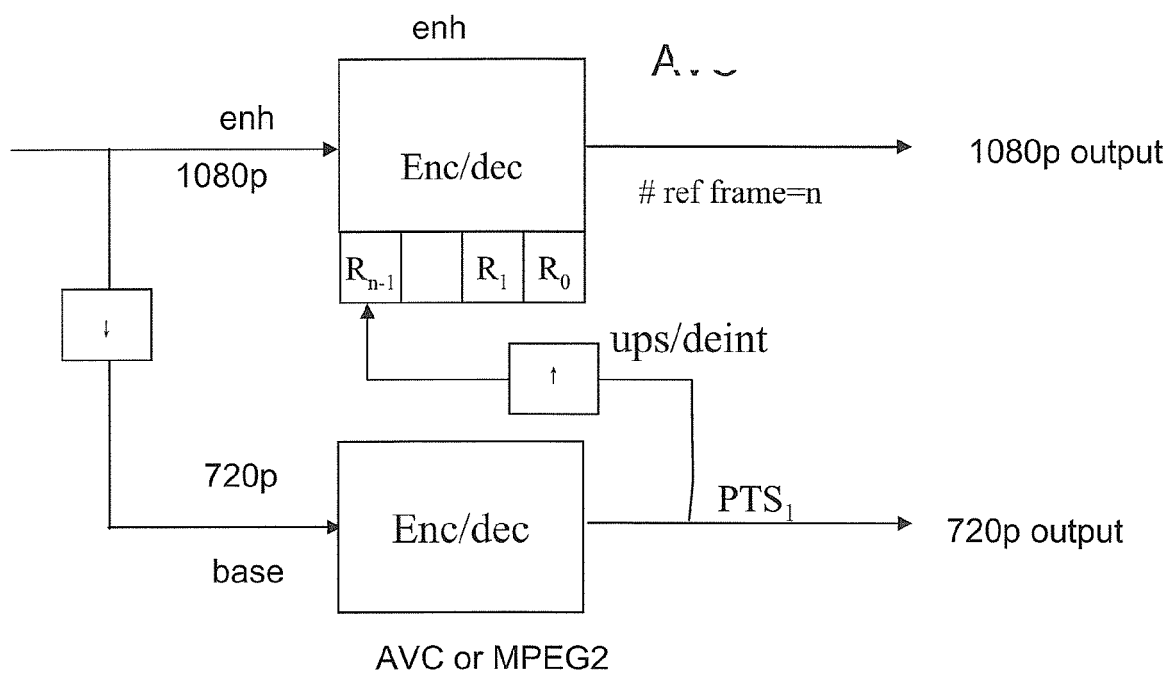 enh
enh
1080p
Enc/dec
1080p output
# ref frame=n
Rn-1
R1
R0
↓
ups/deint
↑
720p
base
Enc/dec
PTS1
720p output
AVC or MPEG2